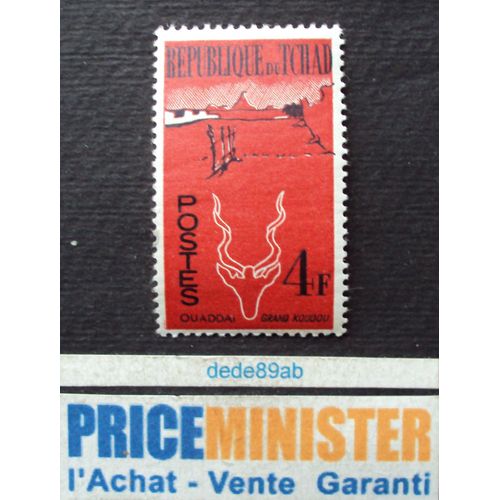 REPUBLIQUE DU TCHAD
POSTES
4F
OUADDAI GRAND KOUDOU
dede89ab
PRICEMINISTER
l'Achat - Vente Garanti